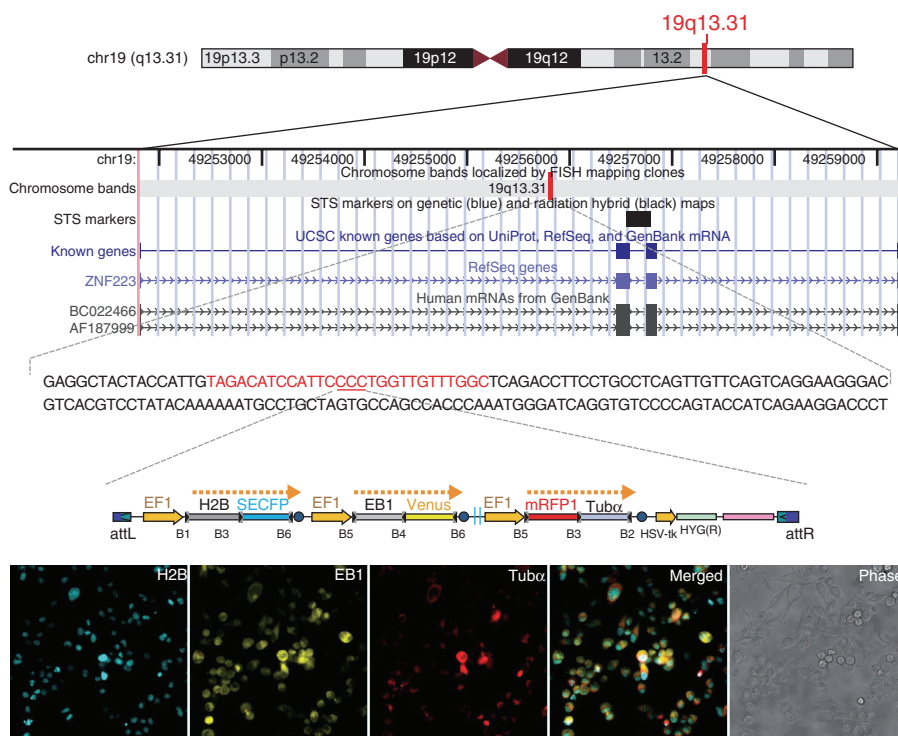 19q13.31
chr19 (q13.31) 19p13.3 p13.2 19p12 19q12 13.2
chr19: 49253000 49254000 49255000 49256000 49257000 49258000 49259000
Chromosome bands localized by FISH mapping clones
Chromosome bands 19q13.31
STS markers on genetic (blue) and radiation hybrid (black) maps
STS markers
UCSC known genes based on UniProt, RefSeq, and GenBank mRNA
Known genes
RefSeq genes
ZNF223
Human mRNAs from GenBank
BC022466
AF187999
GAGGCTACTACCATTGTAGACATCCATTCCCCTGGTTGTTTGGCTCAGACCTTCCTGCCTCAGTTGTTCAGTCAGGAAGGGAC
GTCACGTCCTATACAAAAAATGCCTGCTAGTGCCAGCCACCCAAATGGGATCAGGTGTCCCCAGTACCATCAGAAGGACCCT
EF1 H2B SECFP EF1 EB1 Venus EF1 mRFP1 Tubα
attL B1 B3 B6 B5 B4 B6 B5 B3 B2 HSV-tk HYG(R) attR
H2B EB1 Tubα Merged Phase